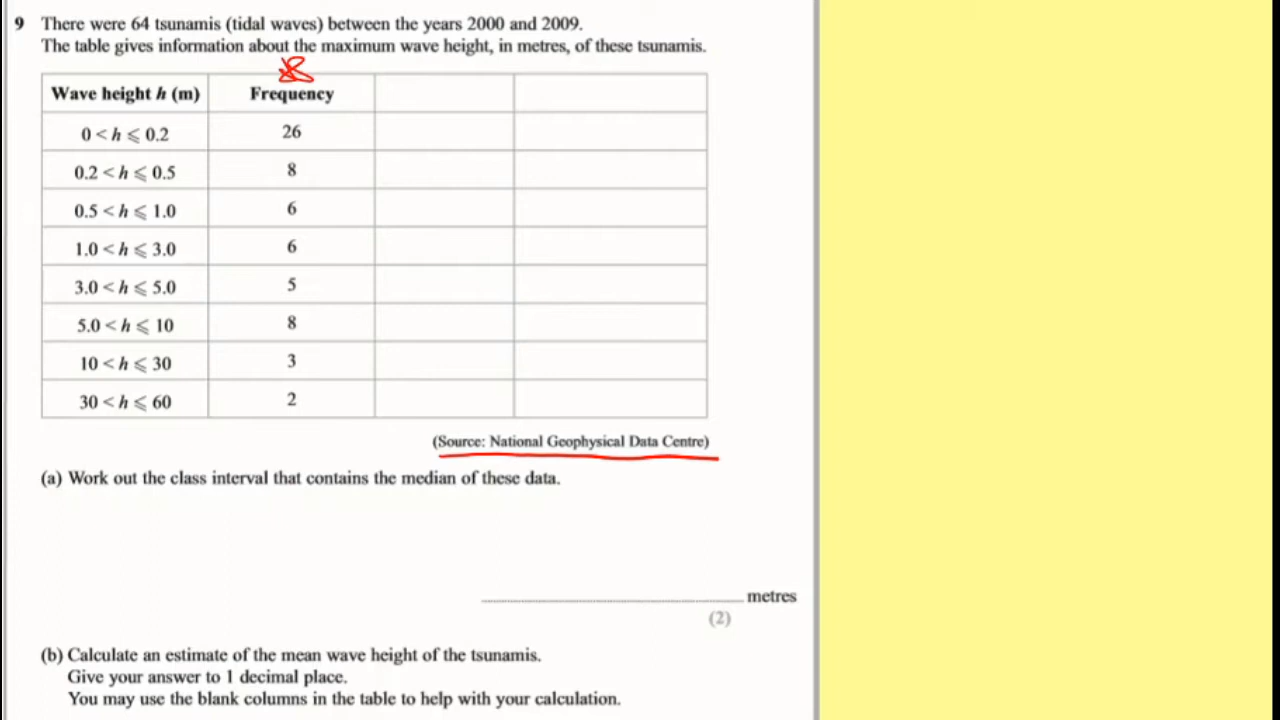 9 There were 64 tsunamis (tidal waves) between the years 2000 and 2009.
The table gives information about the maximum wave height, in metres, of these tsunamis.
Wave height h (m) Frequency
0 < h ⩽ 0.2 26
0.2 < h ⩽ 0.5 8
0.5 < h ⩽ 1.0 6
1.0 < h ⩽ 3.0 6
3.0 < h ⩽ 5.0 5
5.0 < h ⩽ 10 8
10 < h ⩽ 30 3
30 < h ⩽ 60 2
(Source: National Geophysical Data Centre)
(a) Work out the class interval that contains the median of these data.
metres
(2)
(b) Calculate an estimate of the mean wave height of the tsunamis.
Give your answer to 1 decimal place.
You may use the blank columns in the table to help with your calculation.